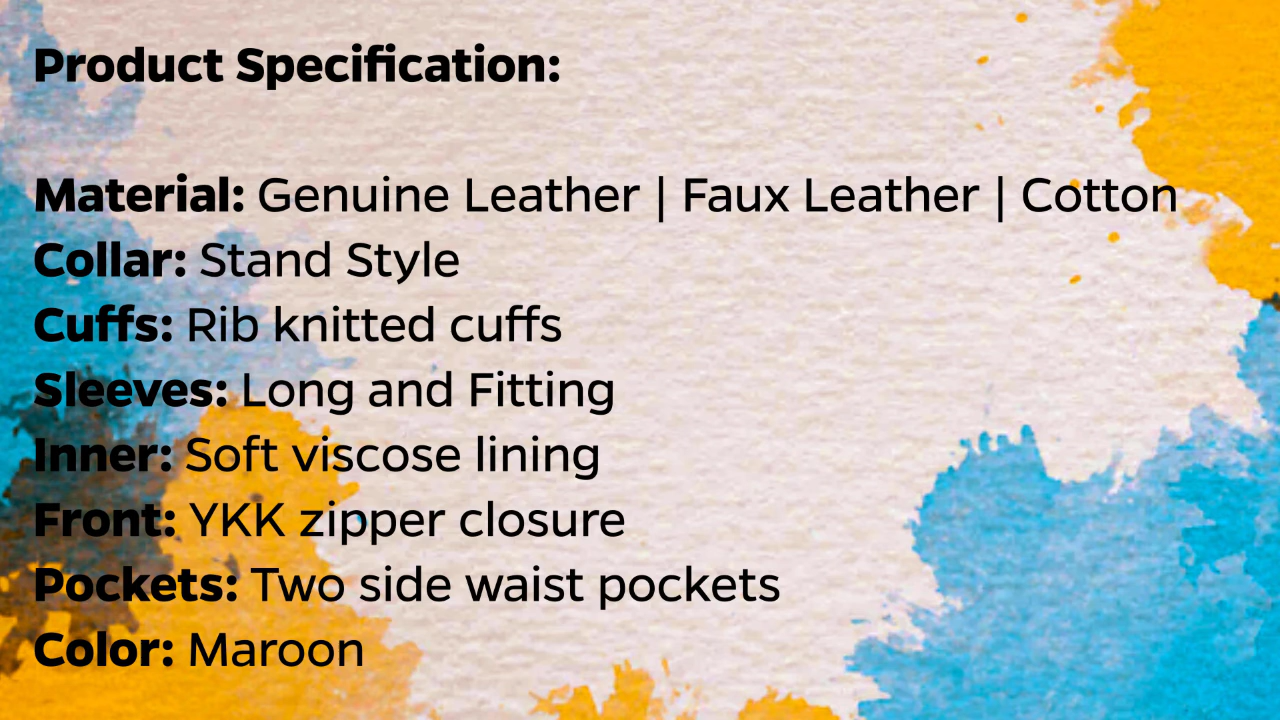 Product Specification:
Material: Genuine Leather | Faux Leather | Cotton
Collar: Stand Style
Cuffs: Rib knitted cuffs
Sleeves: Long and Fitting
Inner: Soft viscose lining
Front: YKK zipper closure
Pockets: Two side waist pockets
Color: Maroon